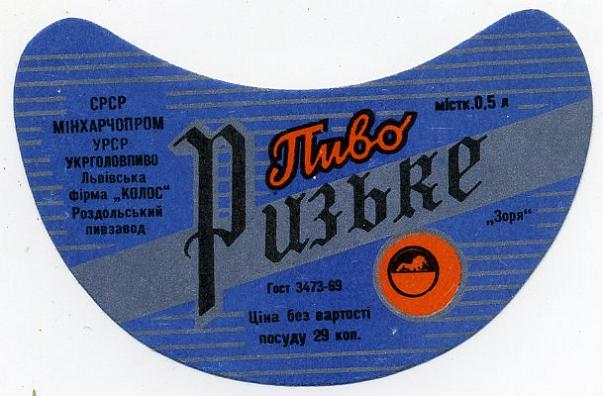 СРСР
МІНХАРЧОПРОМ
УРСР
УКРГОЛОВПИВО
Львівська
фірма „КОЛОС“
Роздольський
пивзавод
Пиво
Ризьке
містк. 0,5 л
„Зоря“
Гост 3473-69
Ціна без вартості
посуду 29 коп.